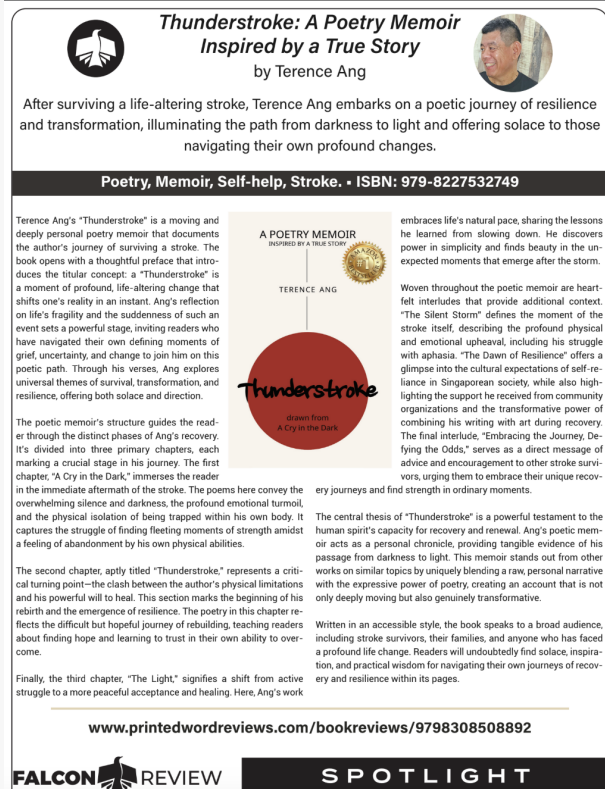 Thunderstroke: A Poetry Memoir
Inspired by a True Story
by Terence Ang
After surviving a life-altering stroke, Terence Ang embarks on a poetic journey of resilience
and transformation, illuminating the path from darkness to light and offering solace to those
navigating their own profound changes.
Poetry, Memoir, Self-help, Stroke. • ISBN: 979-8227532749
Terence Ang's "Thunderstroke" is a moving and
deeply personal poetry memoir that documents
the author's journey of surviving a stroke. The
book opens with a thoughtful preface that intro-
duces the titular concept: a "Thunderstroke" is
a moment of profound, life-altering change that
shifts one's reality in an instant. Ang's reflection
on life's fragility and the suddenness of such an
event sets a powerful stage, inviting readers who
have navigated their own defining moments of
grief, uncertainty, and change to join him on this
poetic path. Through his verses, Ang explores
universal themes of survival, transformation, and
resilience, offering both solace and direction.
The poetic memoir's structure guides the read-
er through the distinct phases of Ang's recovery.
It's divided into three primary chapters, each
marking a crucial stage in his journey. The first
chapter, "A Cry in the Dark," immerses the reader
in the immediate aftermath of the stroke. The poems here convey the
overwhelming silence and darkness, the profound emotional turmoil,
and the physical isolation of being trapped within his own body. It
captures the struggle of finding fleeting moments of strength amidst
a feeling of abandonment by his own physical abilities.
The second chapter, aptly titled "Thunderstroke," represents a criti-
cal turning point—the clash between the author's physical limitations
and his powerful will to heal. This section marks the beginning of his
rebirth and the emergence of resilience. The poetry in this chapter re-
flects the difficult but hopeful journey of rebuilding, teaching readers
about finding hope and learning to trust in their own ability to over-
come.
Finally, the third chapter, "The Light," signifies a shift from active
struggle to a more peaceful acceptance and healing. Here, Ang's work
A POETRY MEMOIR
INSPIRED BY A TRUE STORY
AMAZON
#1
TERENCE ANG
Thunderstroke
drawn from
A Cry in the Dark
embraces life's natural pace, sharing the lessons
he learned from slowing down. He discovers
power in simplicity and finds beauty in the un-
expected moments that emerge after the storm.
Woven throughout the poetic memoir are heart-
felt interludes that provide additional context.
"The Silent Storm" defines the moment of the
stroke itself, describing the profound physical
and emotional upheaval, including his struggle
with aphasia. "The Dawn of Resilience" offers a
glimpse into the cultural expectations of self-re-
liance in Singaporean society, while also high-
lighting the support he received from community
organizations and the transformative power of
combining his writing with art during recovery.
The final interlude, "Embracing the Journey, De-
fying the Odds," serves as a direct message of
advice and encouragement to other stroke survi-
vors, urging them to embrace their unique recov-
ery journeys and find strength in ordinary moments.
The central thesis of "Thunderstroke" is a powerful testament to the
human spirit's capacity for recovery and renewal. Ang's poetic mem-
oir acts as a personal chronicle, providing tangible evidence of his
passage from darkness to light. This memoir stands out from other
works on similar topics by uniquely blending a raw, personal narrative
with the expressive power of poetry, creating an account that is not
only deeply moving but also genuinely transformative.
Written in an accessible style, the book speaks to a broad audience,
including stroke survivors, their families, and anyone who has faced
a profound life change. Readers will undoubtedly find solace, inspira-
tion, and practical wisdom for navigating their own journeys of recov-
ery and resilience within its pages.
www.printedwordreviews.com/bookreviews/9798308508892
FALCON REVIEW
SPOTLIGHT